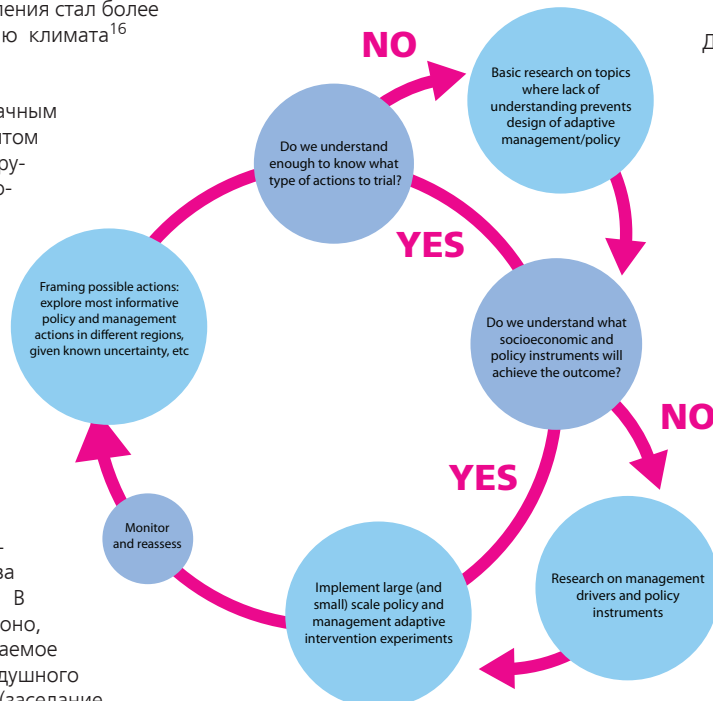 ления стал более
ю климата16
Д
ачным
том
ру-
о-
NO
Basic research on topics
where lack of
understanding prevents
design of adaptive
management/policy
Do we understand
enough to know what
type of actions to trial?
YES
Framing possible actions:
explore most informative
policy and management
actions in different regions,
given known uncertainty, etc
Do we understand what
socioeconomic and
policy instruments will
achieve the outcome?
NO
YES
Monitor
and reassess
Implement large (and
small) scale policy and
management adaptive
intervention experiments
Research on management
drivers and policy
instruments
-
ва
В
оно,
аемое
душного
(заседание